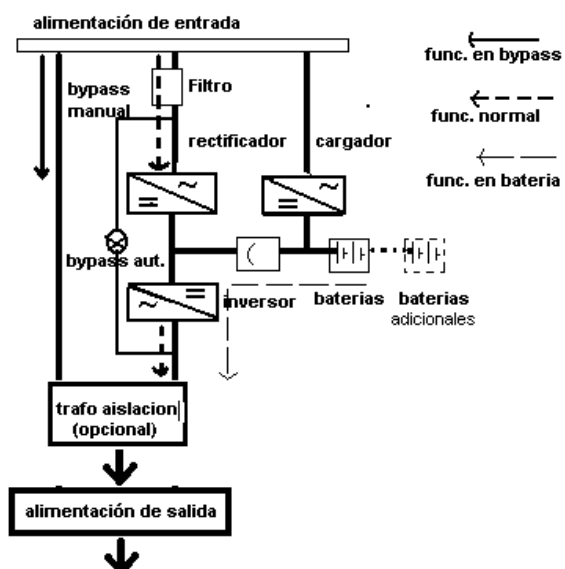 alimentación de entrada
func. en bypass
bypass
manual
Filtro
func. normal
rectificador
cargador
func. en bateria
bypass aut.
inversor
baterias
baterias
adicionales
trafo aislacion
(opcional)
alimentación de salida